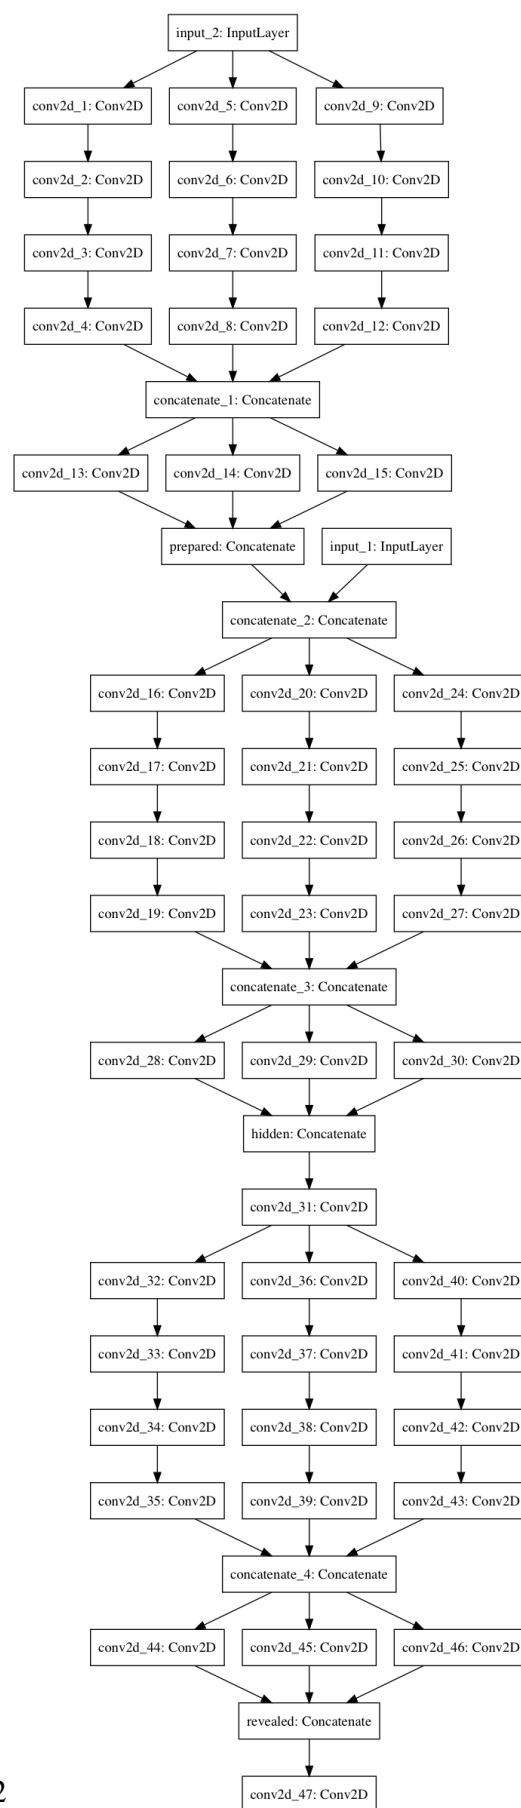 input_2: InputLayer
conv2d_1: Conv2D conv2d_5: Conv2D conv2d_9: Conv2D
conv2d_2: Conv2D conv2d_6: Conv2D conv2d_10: Conv2D
conv2d_3: Conv2D conv2d_7: Conv2D conv2d_11: Conv2D
conv2d_4: Conv2D conv2d_8: Conv2D conv2d_12: Conv2D
concatenate_1: Concatenate
conv2d_13: Conv2D conv2d_14: Conv2D conv2d_15: Conv2D
prepared: Concatenate input_1: InputLayer
concatenate_2: Concatenate
conv2d_16: Conv2D conv2d_20: Conv2D conv2d_24: Conv2D
conv2d_17: Conv2D conv2d_21: Conv2D conv2d_25: Conv2D
conv2d_18: Conv2D conv2d_22: Conv2D conv2d_26: Conv2D
conv2d_19: Conv2D conv2d_23: Conv2D conv2d_27: Conv2D
concatenate_3: Concatenate
conv2d_28: Conv2D conv2d_29: Conv2D conv2d_30: Conv2D
hidden: Concatenate
conv2d_31: Conv2D
conv2d_32: Conv2D conv2d_36: Conv2D conv2d_40: Conv2D
conv2d_33: Conv2D conv2d_37: Conv2D conv2d_41: Conv2D
conv2d_34: Conv2D conv2d_38: Conv2D conv2d_42: Conv2D
conv2d_35: Conv2D conv2d_39: Conv2D conv2d_43: Conv2D
concatenate_4: Concatenate
conv2d_44: Conv2D conv2d_45: Conv2D conv2d_46: Conv2D
revealed: Concatenate
2 conv2d_47: Conv2D